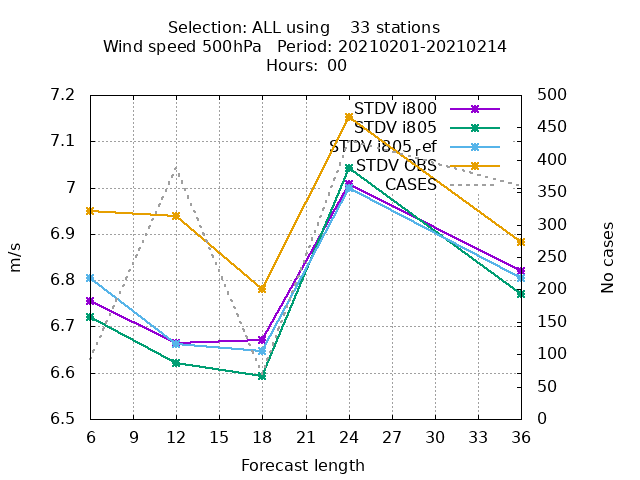 Selection: ALL using    33 stations
Wind speed 500hPa   Period: 20210201-20210214
Hours:  00
7.2
7.1
7
6.9
6.8
6.7
6.6
6.5
500
450
400
350
300
250
200
150
100
50
0
6
9
12
15
18
21
24
27
30
33
36
m/s
No cases
Forecast length
STDV i800
STDV i805
STDV i805ref
STDV OBS
CASES